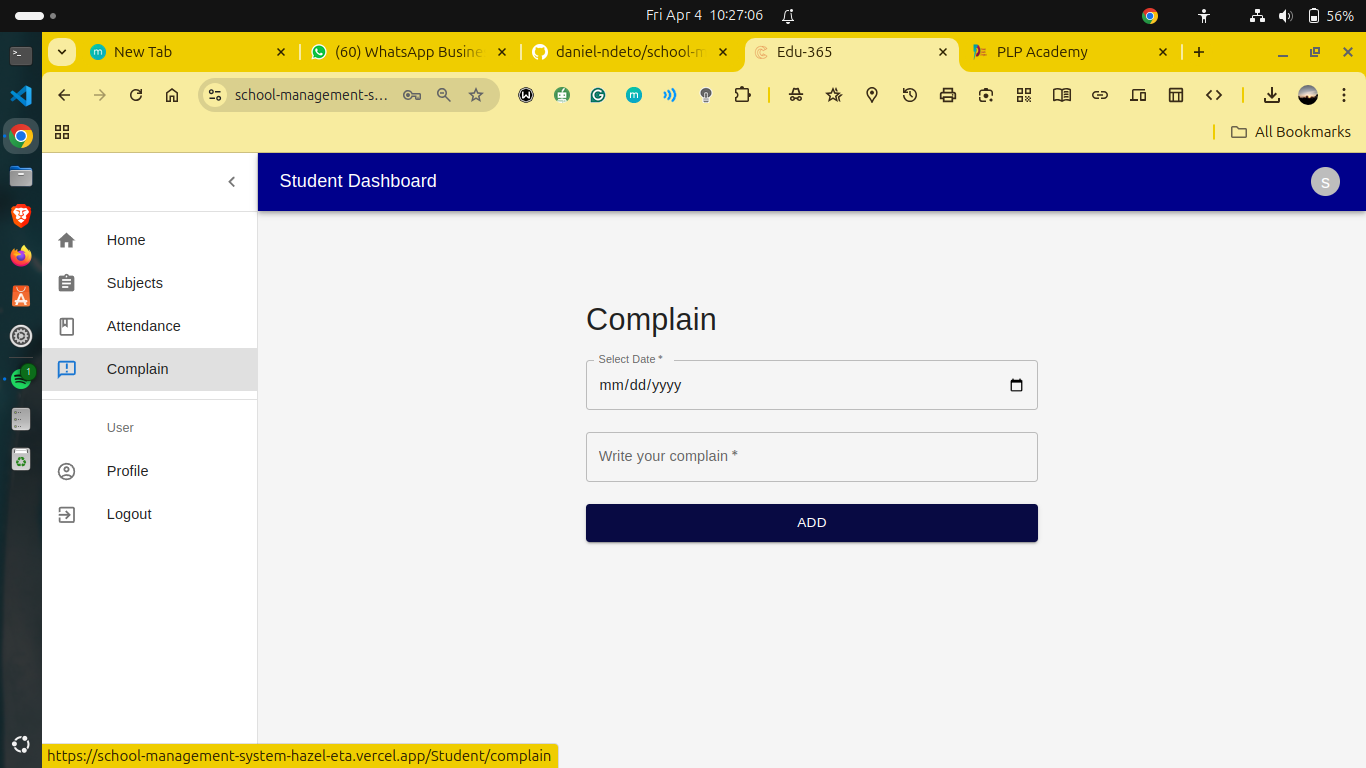 Fri Apr 4 10:27:06
56%
New Tab
(60) WhatsApp Busine
daniel-ndeto/school-m
Edu-365
PLP Academy
school-management-s...
All Bookmarks
Student Dashboard
S
Home
Subjects
Attendance
Complain
User
Profile
Logout
Complain
Select Date *
mm/dd/yyyy
Write your complain *
ADD
1
https://school-management-system-hazel-eta.vercel.app/Student/complain